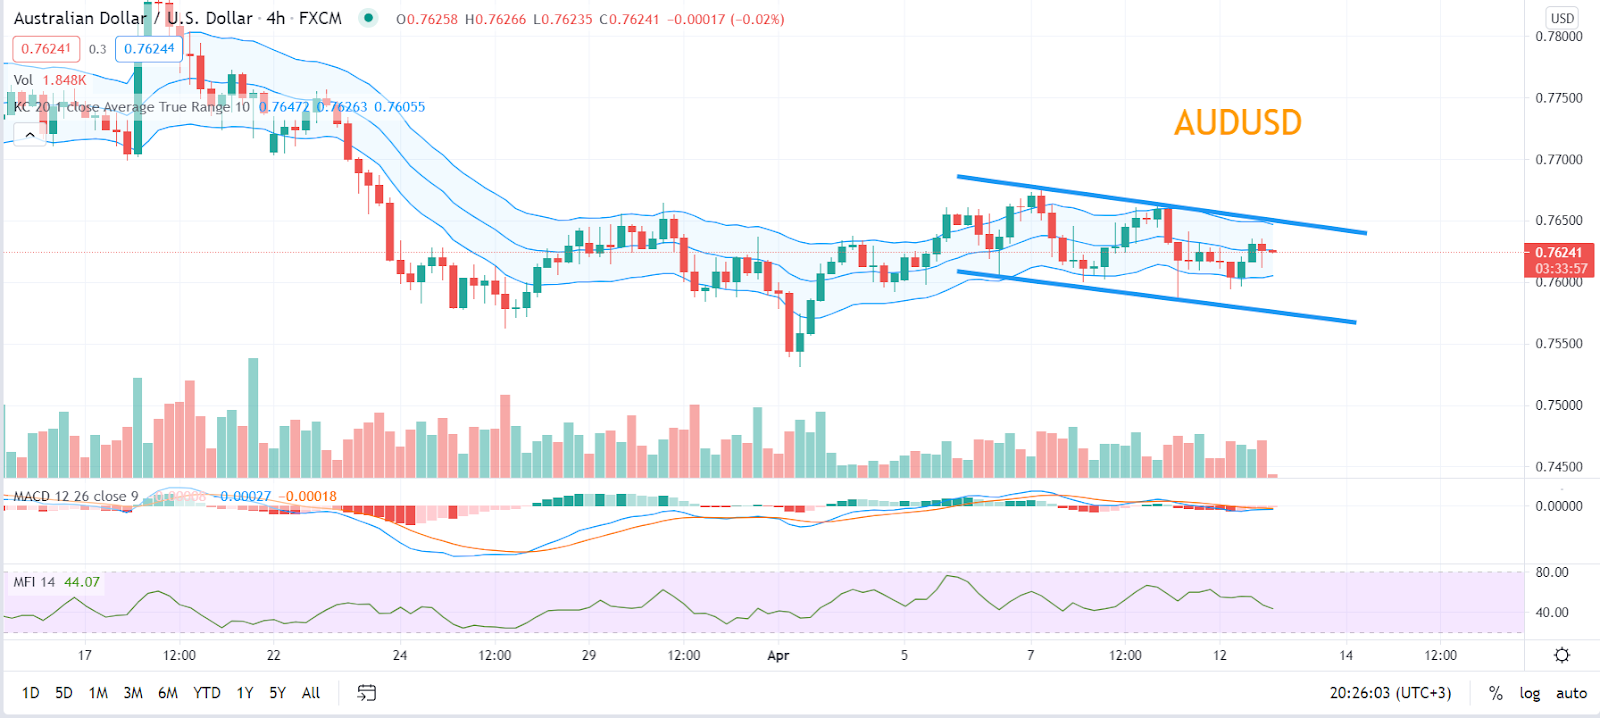 Australian Dollar / U.S. Dollar · 4h · FXCM O0.76258 H0.76266 L0.76235 C0.76241 −0.00017 (−0.02%)
USD
0.76241 0.3 0.76244
Vol 1.848K
KC 20 1 close Average True Range 10 0.76472 0.76263 0.76055
AUDUSD
0.78000
0.77500
0.77000
0.76500
0.76241
03:33:57
0.76000
0.75500
0.75000
0.74500
MACD 12 26 close 9 −0.00027 −0.00018
0.00000
MFI 14 44.07
80.00
40.00
17 12:00 22 24 12:00 29 12:00 Apr 5 7 12:00 12 14 12:00
1D 5D 1M 3M 6M YTD 1Y 5Y All
20:26:03 (UTC+3) % log auto